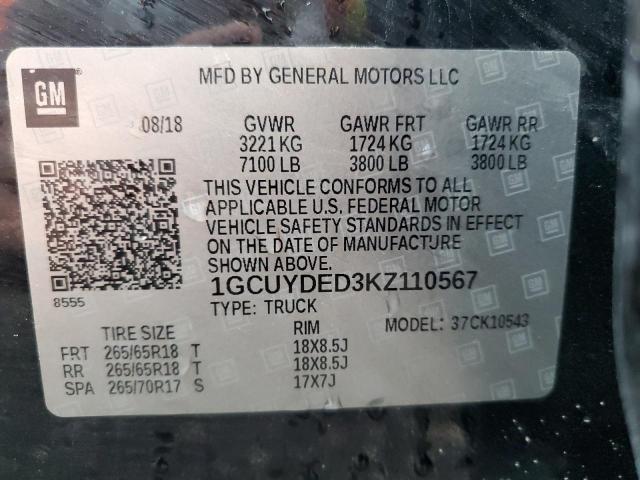 GM
MFD BY GENERAL MOTORS LLC
08/18 GVWR GAWR FRT GAWR RR
3221 KG 1724 KG 1724 KG
7100 LB 3800 LB 3800 LB
THIS VEHICLE CONFORMS TO ALL
APPLICABLE U.S. FEDERAL MOTOR
VEHICLE SAFETY STANDARDS IN EFFECT
ON THE DATE OF MANUFACTURE
SHOWN ABOVE.
8555 1GCUYDED3KZ110567
TYPE: TRUCK
TIRE SIZE RIM MODEL: 37CK10543
FRT 265/65R18 T 18X8.5J
RR 265/65R18 T 18X8.5J
SPA 265/70R17 S 17X7J